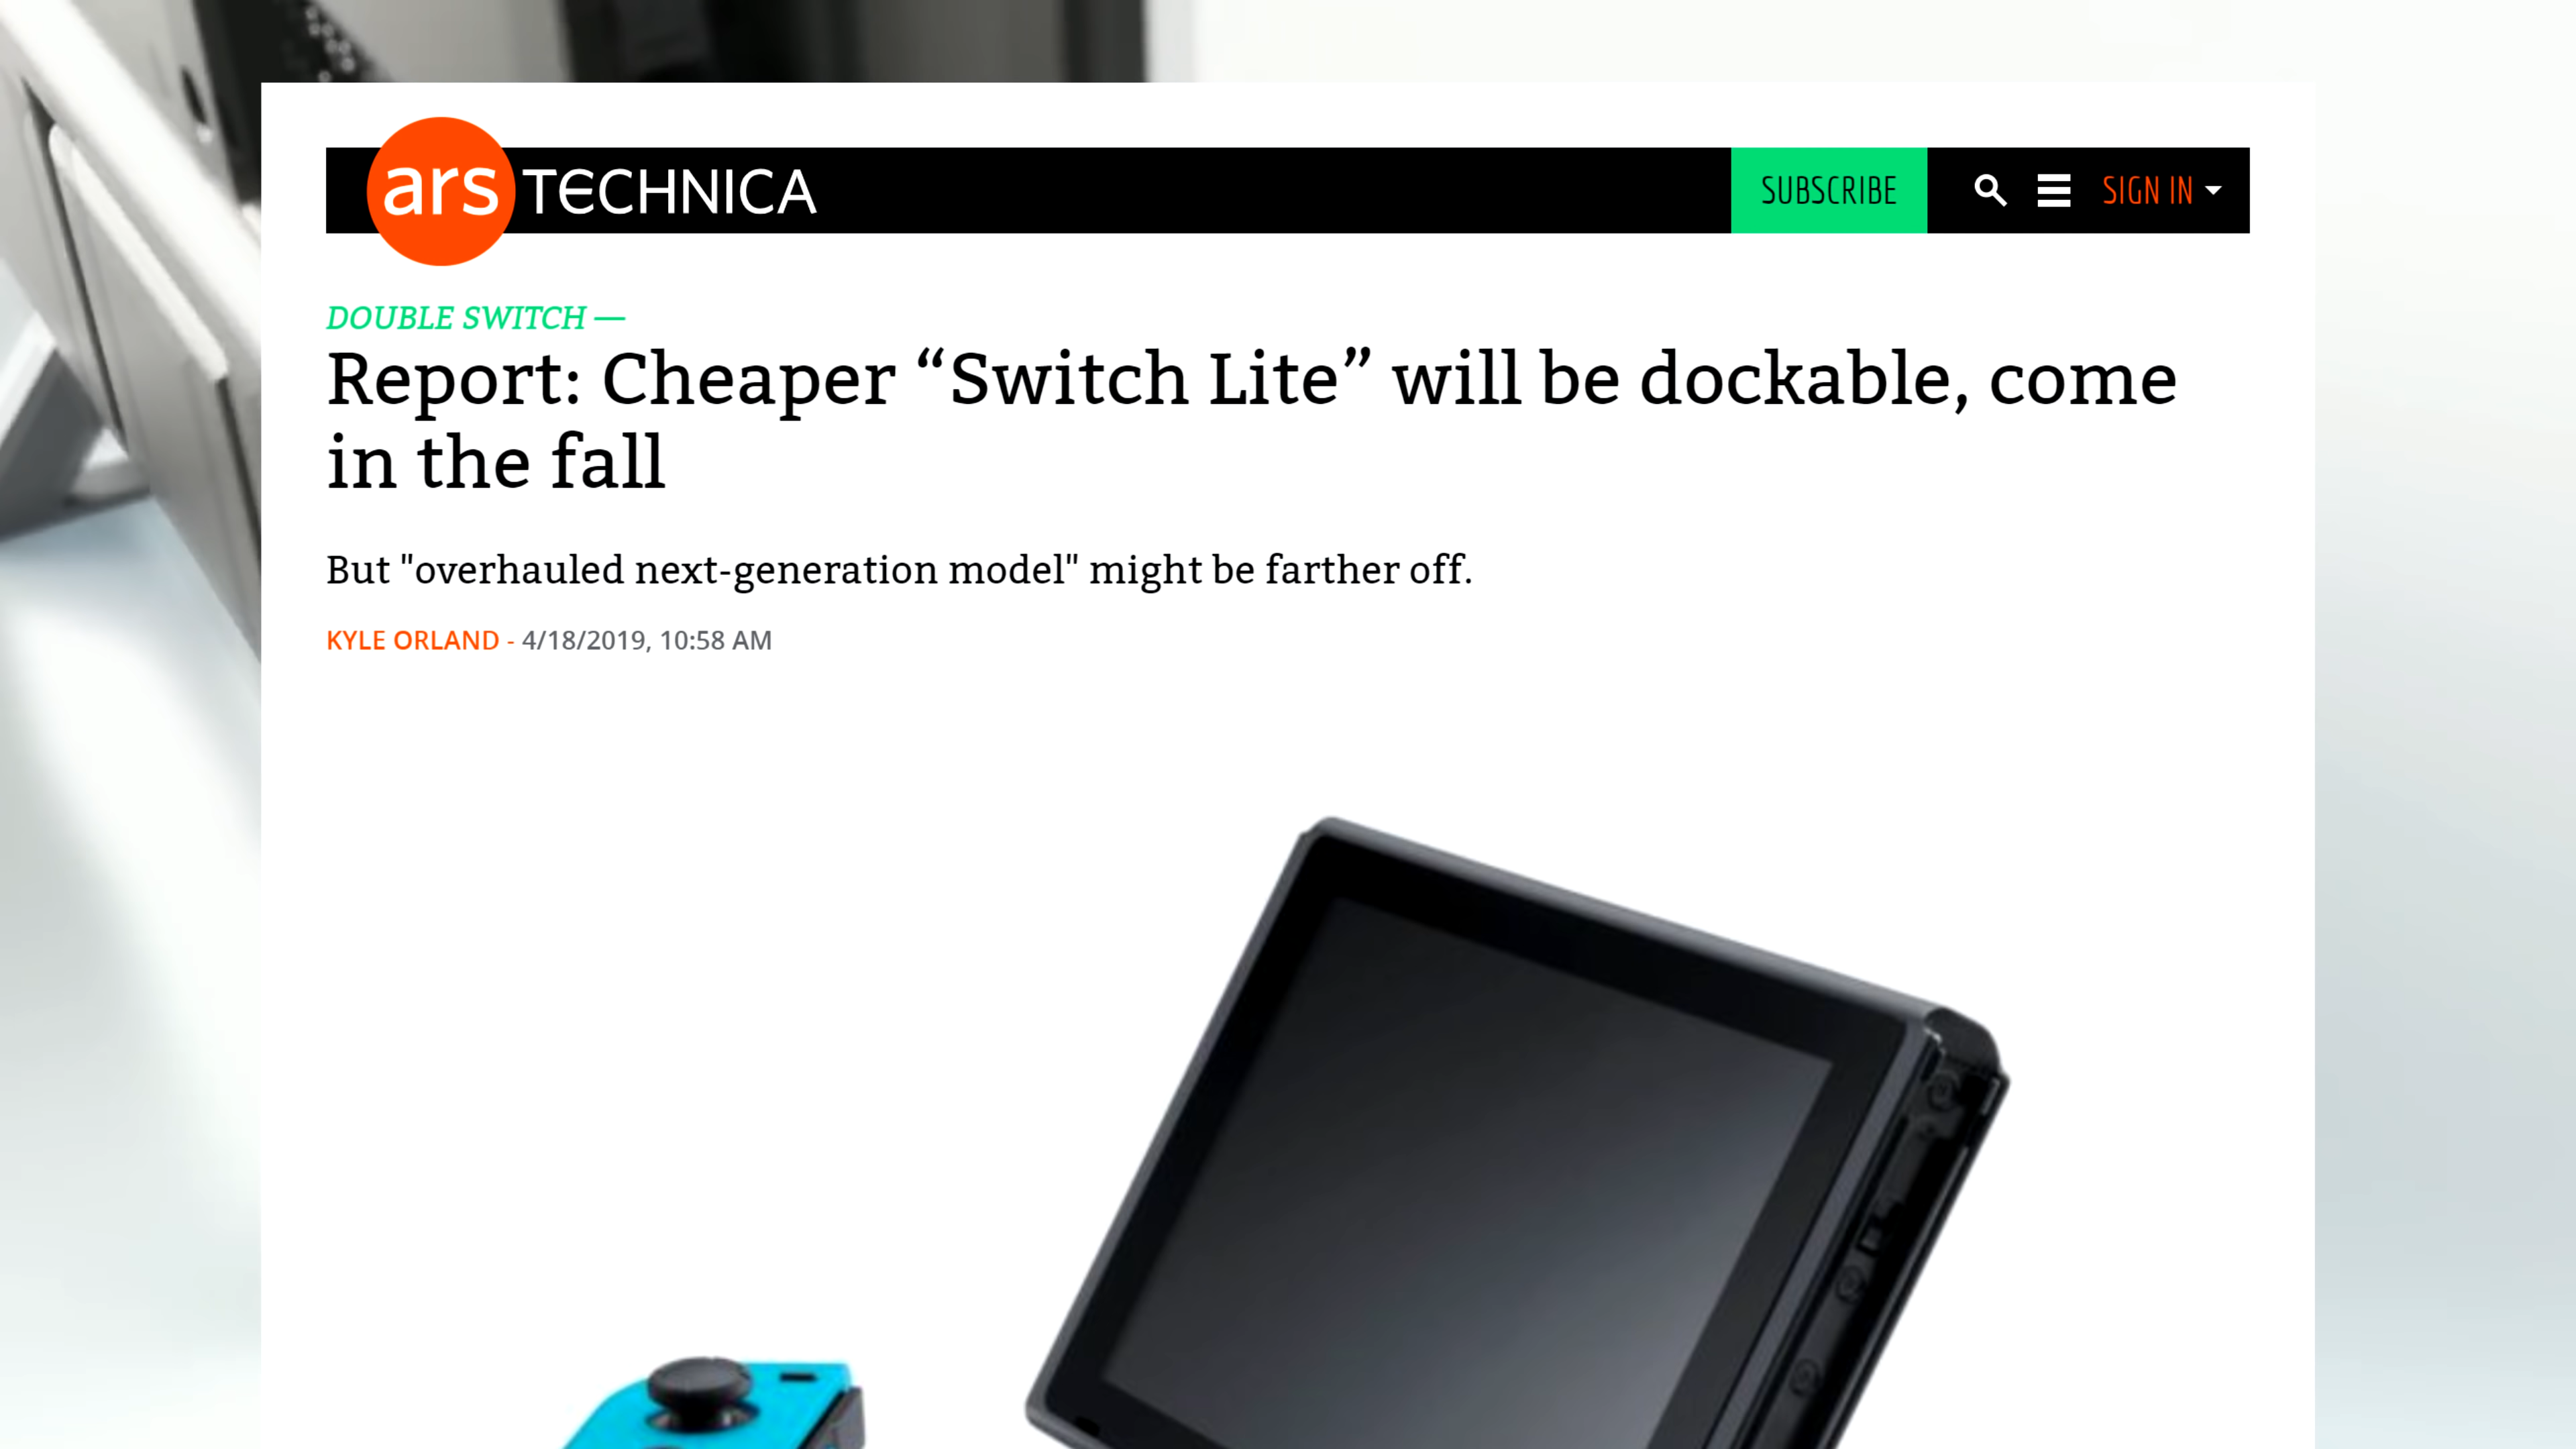 ars TECHNICA
SUBSCRIBE
SIGN IN
DOUBLE SWITCH —
Report: Cheaper “Switch Lite” will be dockable, come
in the fall
But "overhauled next-generation model" might be farther off.
KYLE ORLAND - 4/18/2019, 10:58 AM